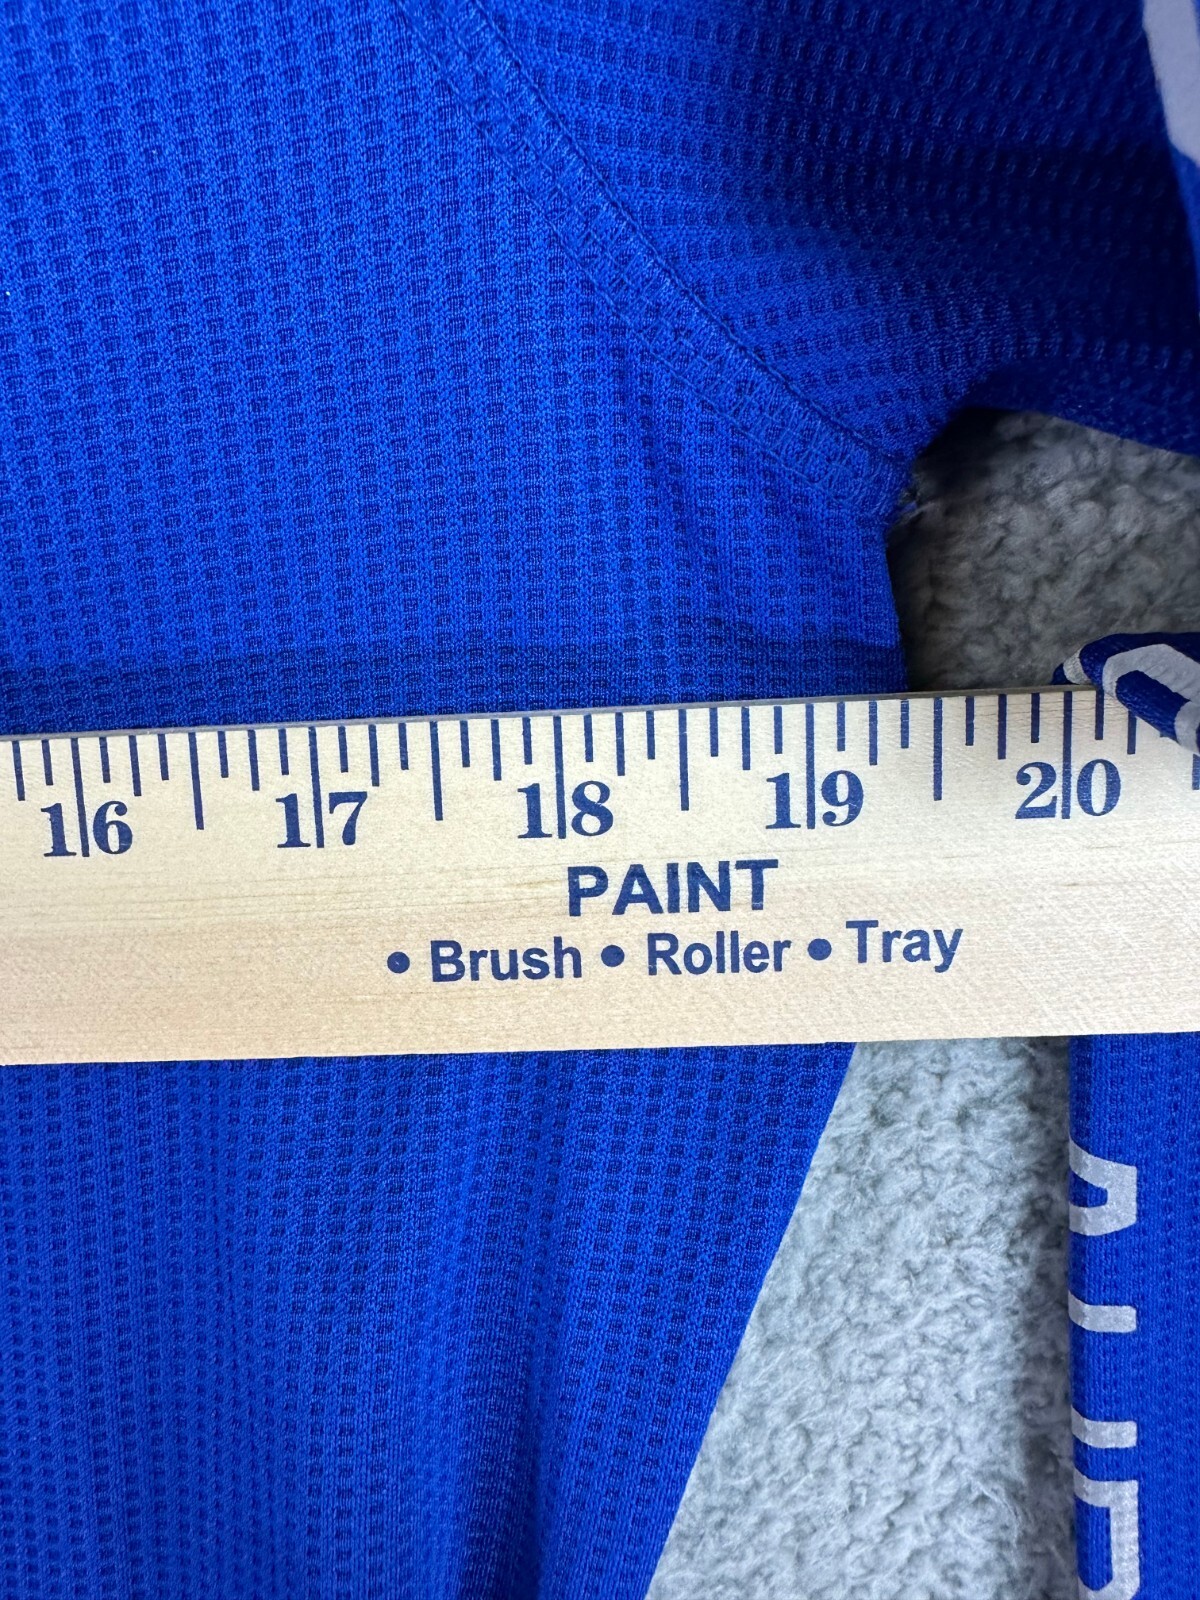 16 17 18 19 20
PAINT
• Brush • Roller • Tray